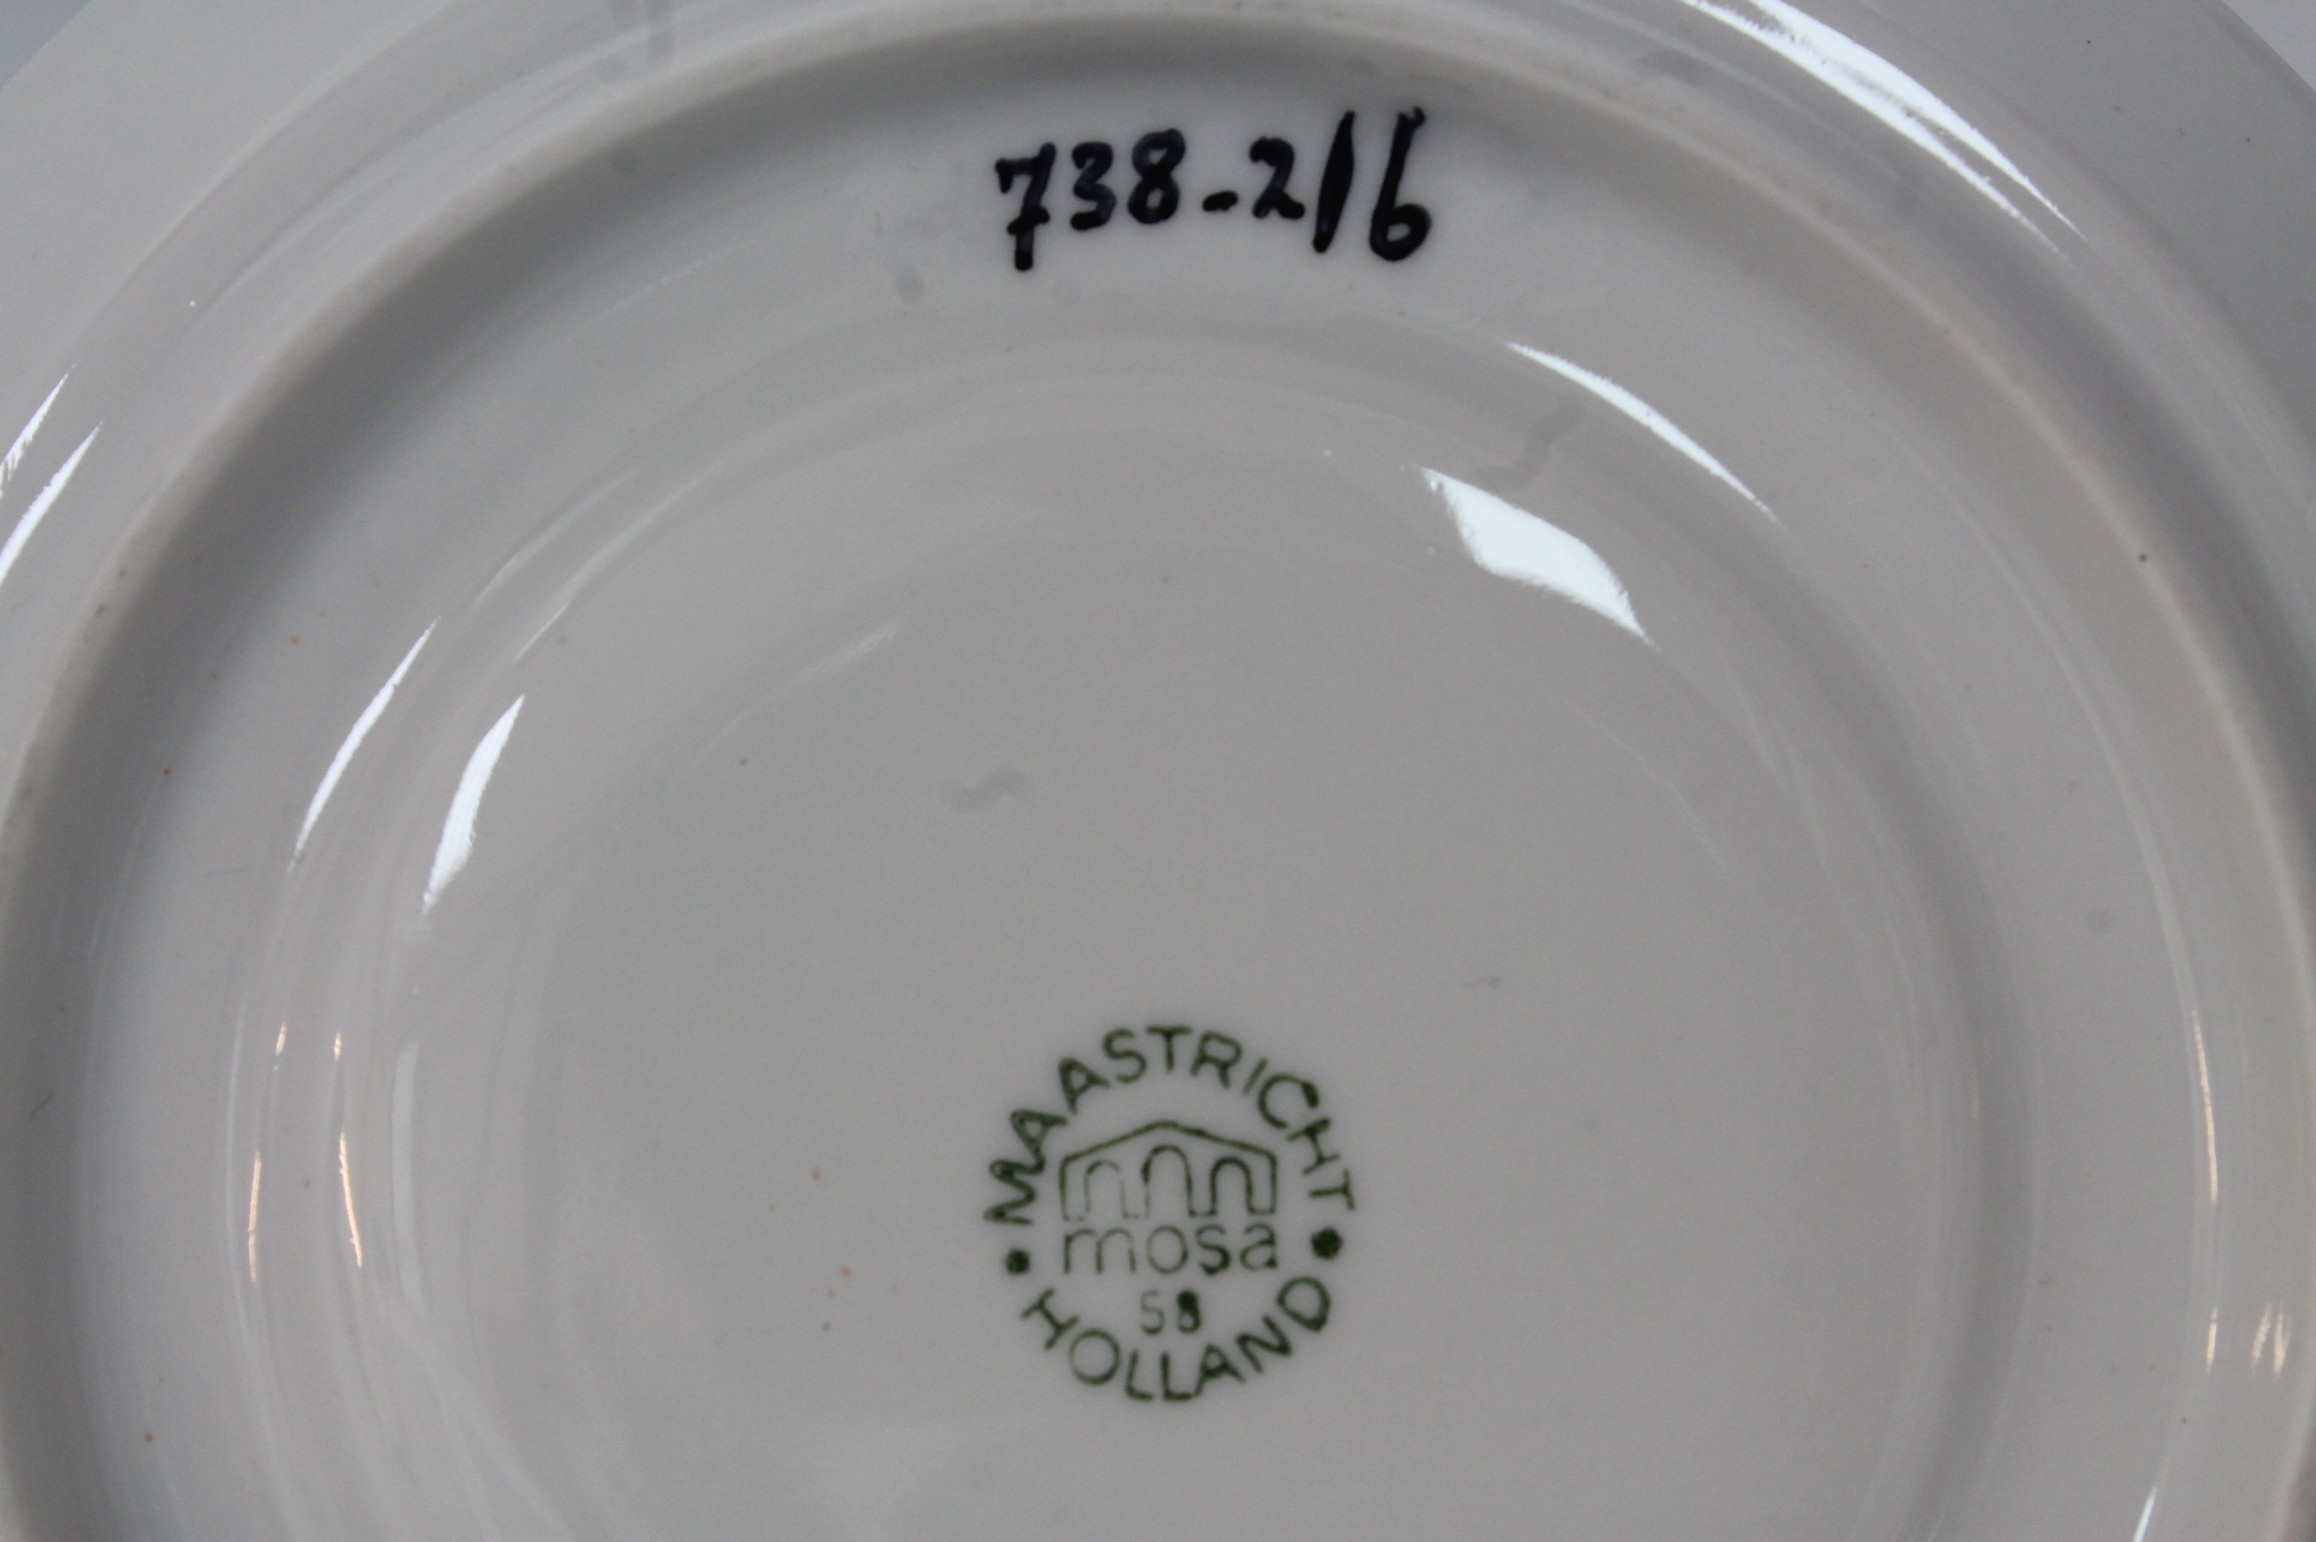 738-2/6
MAASTRICHT
mosa
58
HOLLAND